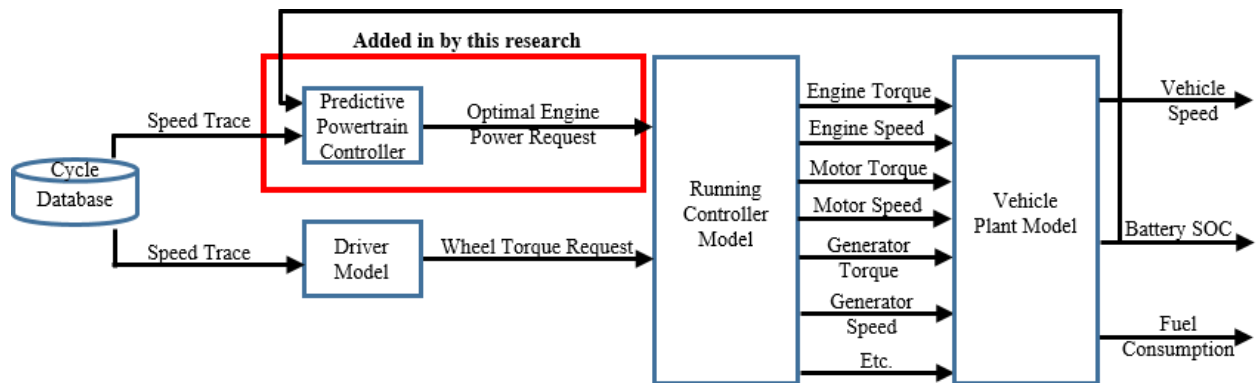 Added in by this research
Speed Trace
Predictive
Powertrain
Controller
Optimal Engine
Power Request
Cycle
Database
Speed Trace
Driver
Model
Wheel Torque Request
Running
Controller
Model
Engine Torque
Engine Speed
Motor Torque
Motor Speed
Generator
Torque
Generator
Speed
Etc.
Vehicle
Plant Model
Vehicle
Speed
Battery SOC
Fuel
Consumption